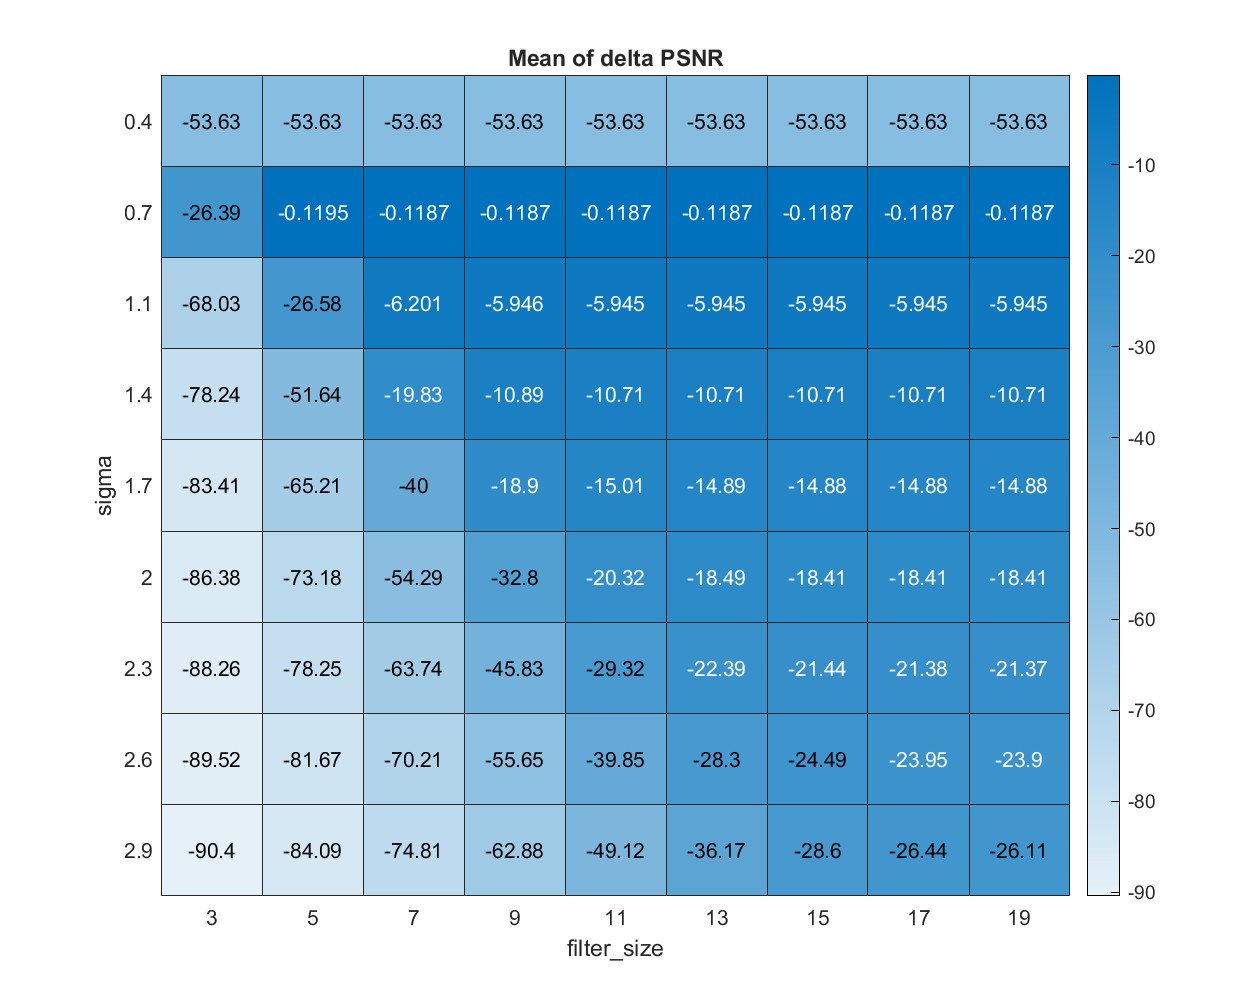 Mean of delta PSNR
0.4 -53.63 -53.63 -53.63 -53.63 -53.63 -53.63 -53.63 -53.63 -53.63
0.7 -26.39 -0.1195 -0.1187 -0.1187 -0.1187 -0.1187 -0.1187 -0.1187 -0.1187
1.1 -68.03 -26.58 -6.201 -5.946 -5.945 -5.945 -5.945 -5.945 -5.945
1.4 -78.24 -51.64 -19.83 -10.89 -10.71 -10.71 -10.71 -10.71 -10.71
1.7 -83.41 -65.21 -40 -18.9 -15.01 -14.89 -14.88 -14.88 -14.88
2 -86.38 -73.18 -54.29 -32.8 -20.32 -18.49 -18.41 -18.41 -18.41
2.3 -88.26 -78.25 -63.74 -45.83 -29.32 -22.39 -21.44 -21.38 -21.37
2.6 -89.52 -81.67 -70.21 -55.65 -39.85 -28.3 -24.49 -23.95 -23.9
2.9 -90.4 -84.09 -74.81 -62.88 -49.12 -36.17 -28.6 -26.44 -26.11
3 5 7 9 11 13 15 17 19
filter_size
sigma
-10
-20
-30
-40
-50
-60
-70
-80
-90